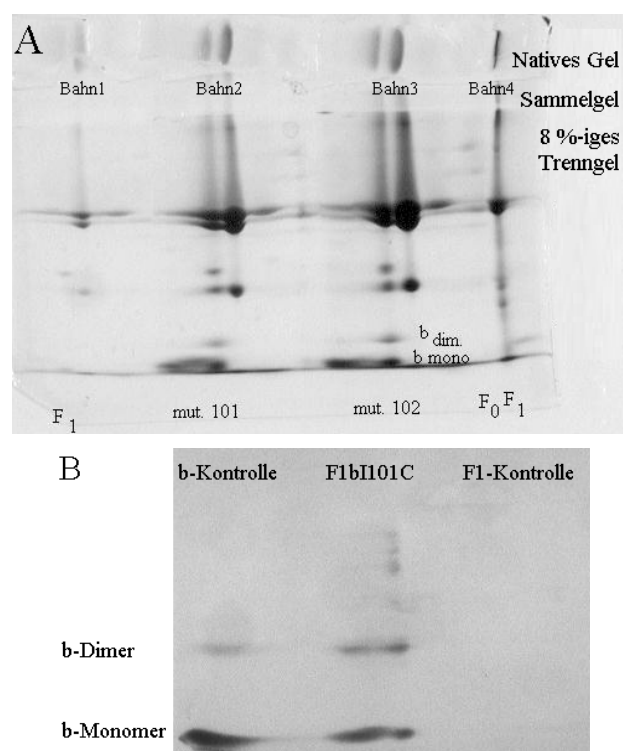 A
Natives Gel
Bahn1 Bahn2 Bahn3 Bahn4
Sammelgel
8 %-iges
Trenngel
b dim.
b mono
F1 mut. 101 mut. 102 F0F1
B
b-Kontrolle F1bI101C F1-Kontrolle
b-Dimer
b-Monomer